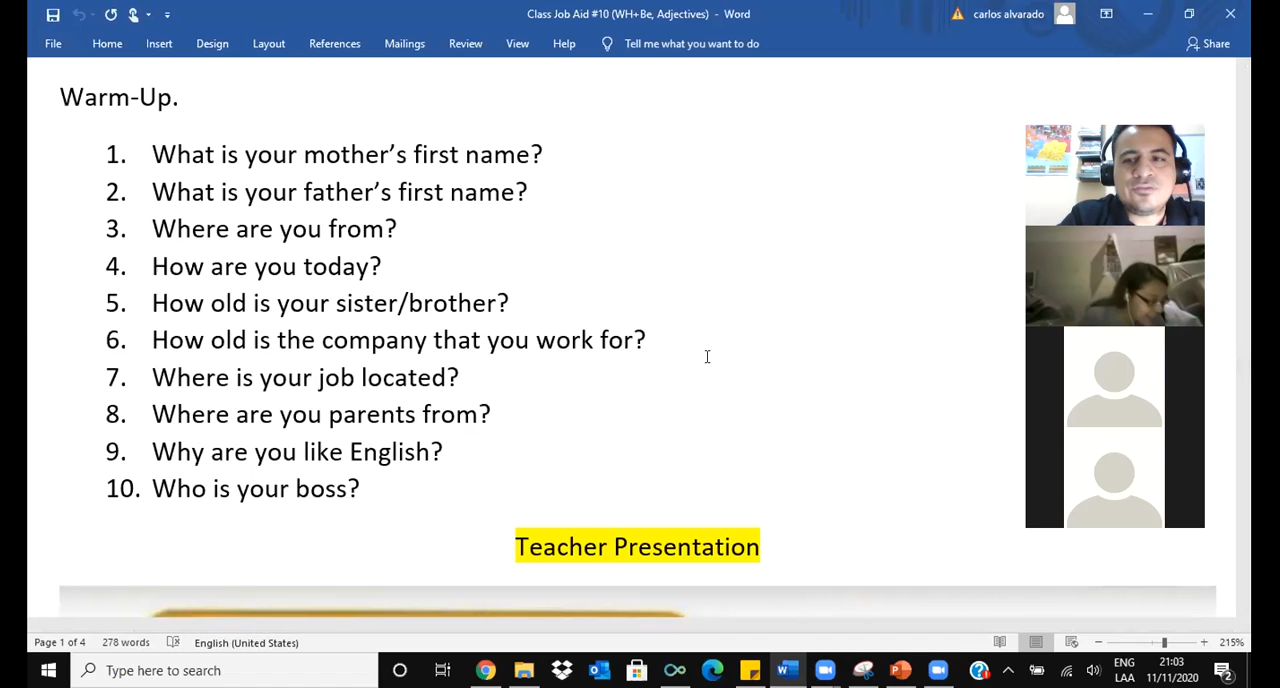 Class Job Aid #10 (WH+Be, Adjectives) - Word
carlos alvarado
File Home Insert Design Layout References Mailings Review View Help Tell me what you want to do Share
Warm-Up.
1. What is your mother’s first name?
2. What is your father’s first name?
3. Where are you from?
4. How are you today?
5. How old is your sister/brother?
6. How old is the company that you work for?
7. Where is your job located?
8. Where are you parents from?
9. Why are you like English?
10. Who is your boss?
Teacher Presentation
Page 1 of 4 278 words English (United States) 215%
Type here to search
ENG
LAA
21:03
11/11/2020
2